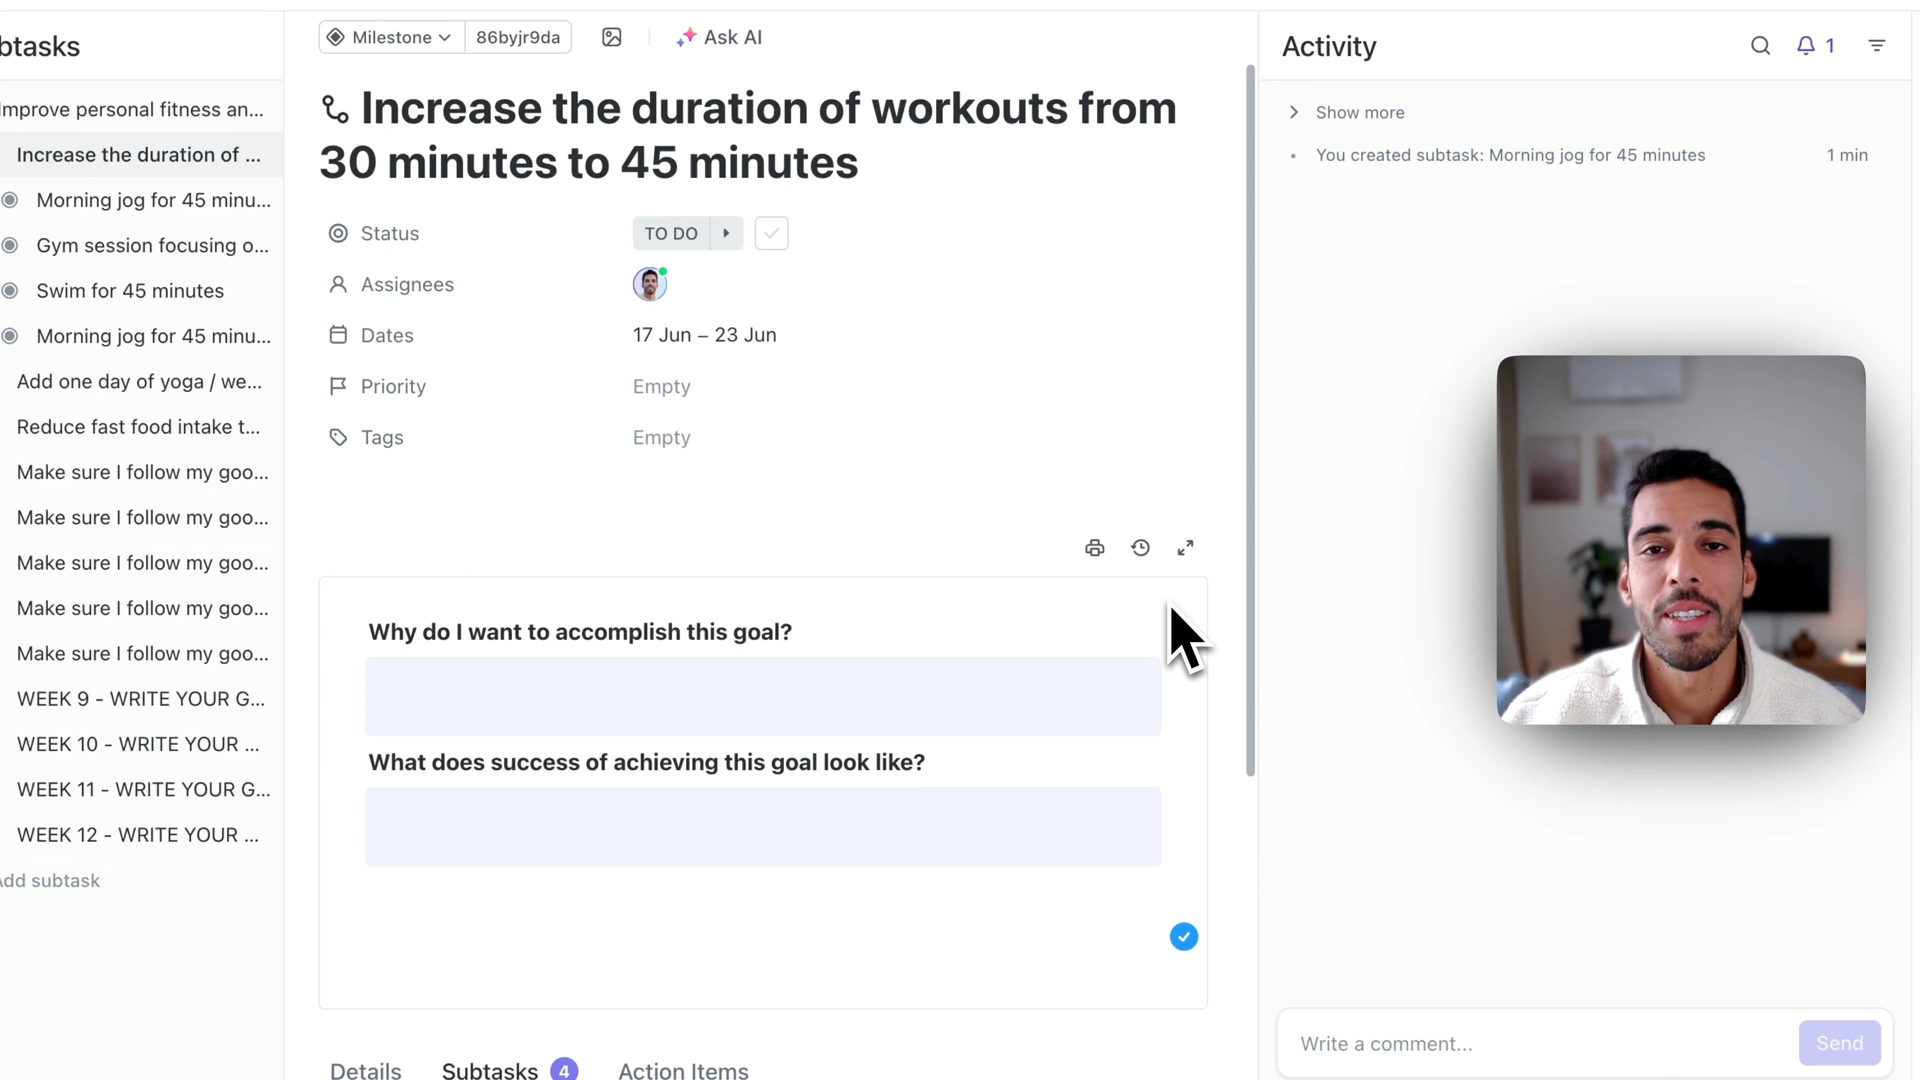 btasks
Improve personal fitness an...
Increase the duration of ...
Morning jog for 45 minu...
Gym session focusing o...
Swim for 45 minutes
Morning jog for 45 minu...
Add one day of yoga / we...
Reduce fast food intake t...
Make sure I follow my goo...
Make sure I follow my goo...
Make sure I follow my goo...
Make sure I follow my goo...
Make sure I follow my goo...
WEEK 9 - WRITE YOUR G...
WEEK 10 - WRITE YOUR ...
WEEK 11 - WRITE YOUR G...
WEEK 12 - WRITE YOUR ...
Add subtask
Milestone 86byjr9da Ask AI
Increase the duration of workouts from
30 minutes to 45 minutes
Status TO DO
Assignees
Dates 17 Jun – 23 Jun
Priority Empty
Tags Empty
Why do I want to accomplish this goal?
What does success of achieving this goal look like?
Details Subtasks 4 Action Items
Activity 1
Show more
• You created subtask: Morning jog for 45 minutes 1 min
Write a comment... Send